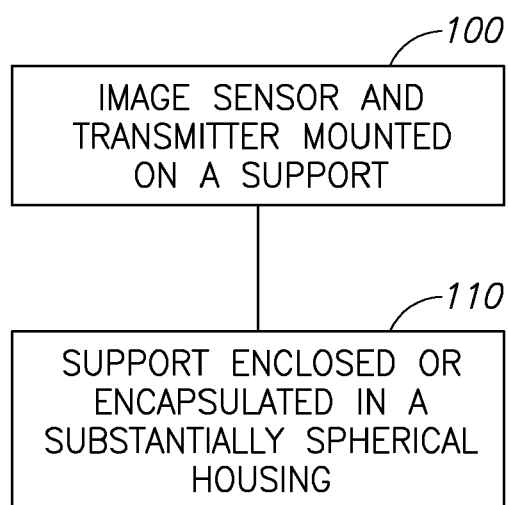 100
IMAGE SENSOR AND
TRANSMITTER MOUNTED
ON A SUPPORT
110
SUPPORT ENCLOSED OR
ENCAPSULATED IN A
SUBSTANTIALLY SPHERICAL
HOUSING